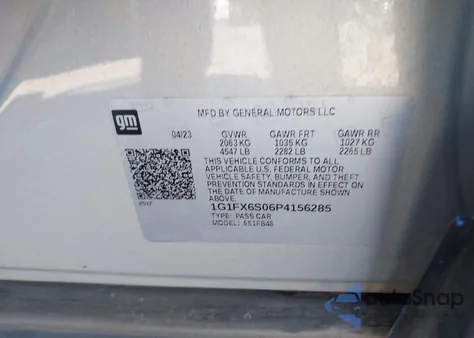 gm
MFD BY GENERAL MOTORS LLC
04/23 GVWR GAWR FRT GAWR RR
2063 KG 1035 KG 1027 KG
4547 LB 2282 LB 2265 LB
THIS VEHICLE CONFORMS TO ALL
APPLICABLE U.S. FEDERAL MOTOR
VEHICLE SAFETY, BUMPER, AND THEFT
PREVENTION STANDARDS IN EFFECT ON
THE DATE OF MANUFACTURE SHOWN ABOVE.
1G1FX6S06P4156285
TYPE: PASS CAR
MODEL:
autoSnap